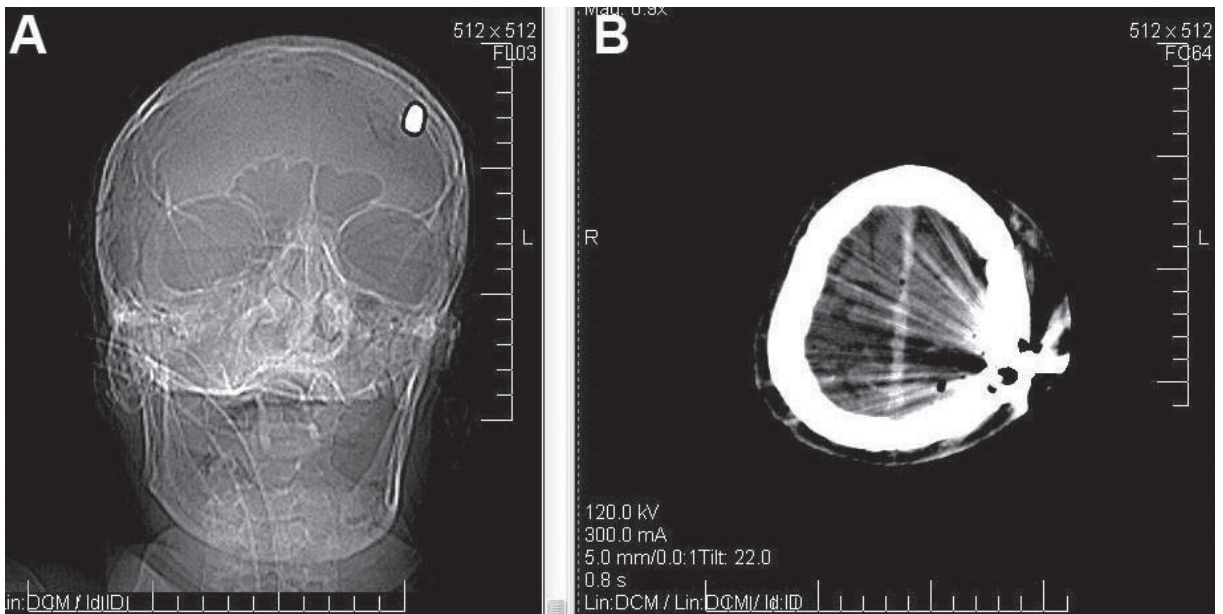 A
512 × 512
FL03
L
in:DCM / Id:ID
B
Mag: 0.9x
512 × 512
FC64
R
L
120.0 kV
300.0 mA
5.0 mm/0.0:1Tilt: 22.0
0.8 s
Lin:DCM / Lin:DCM / Id:ID